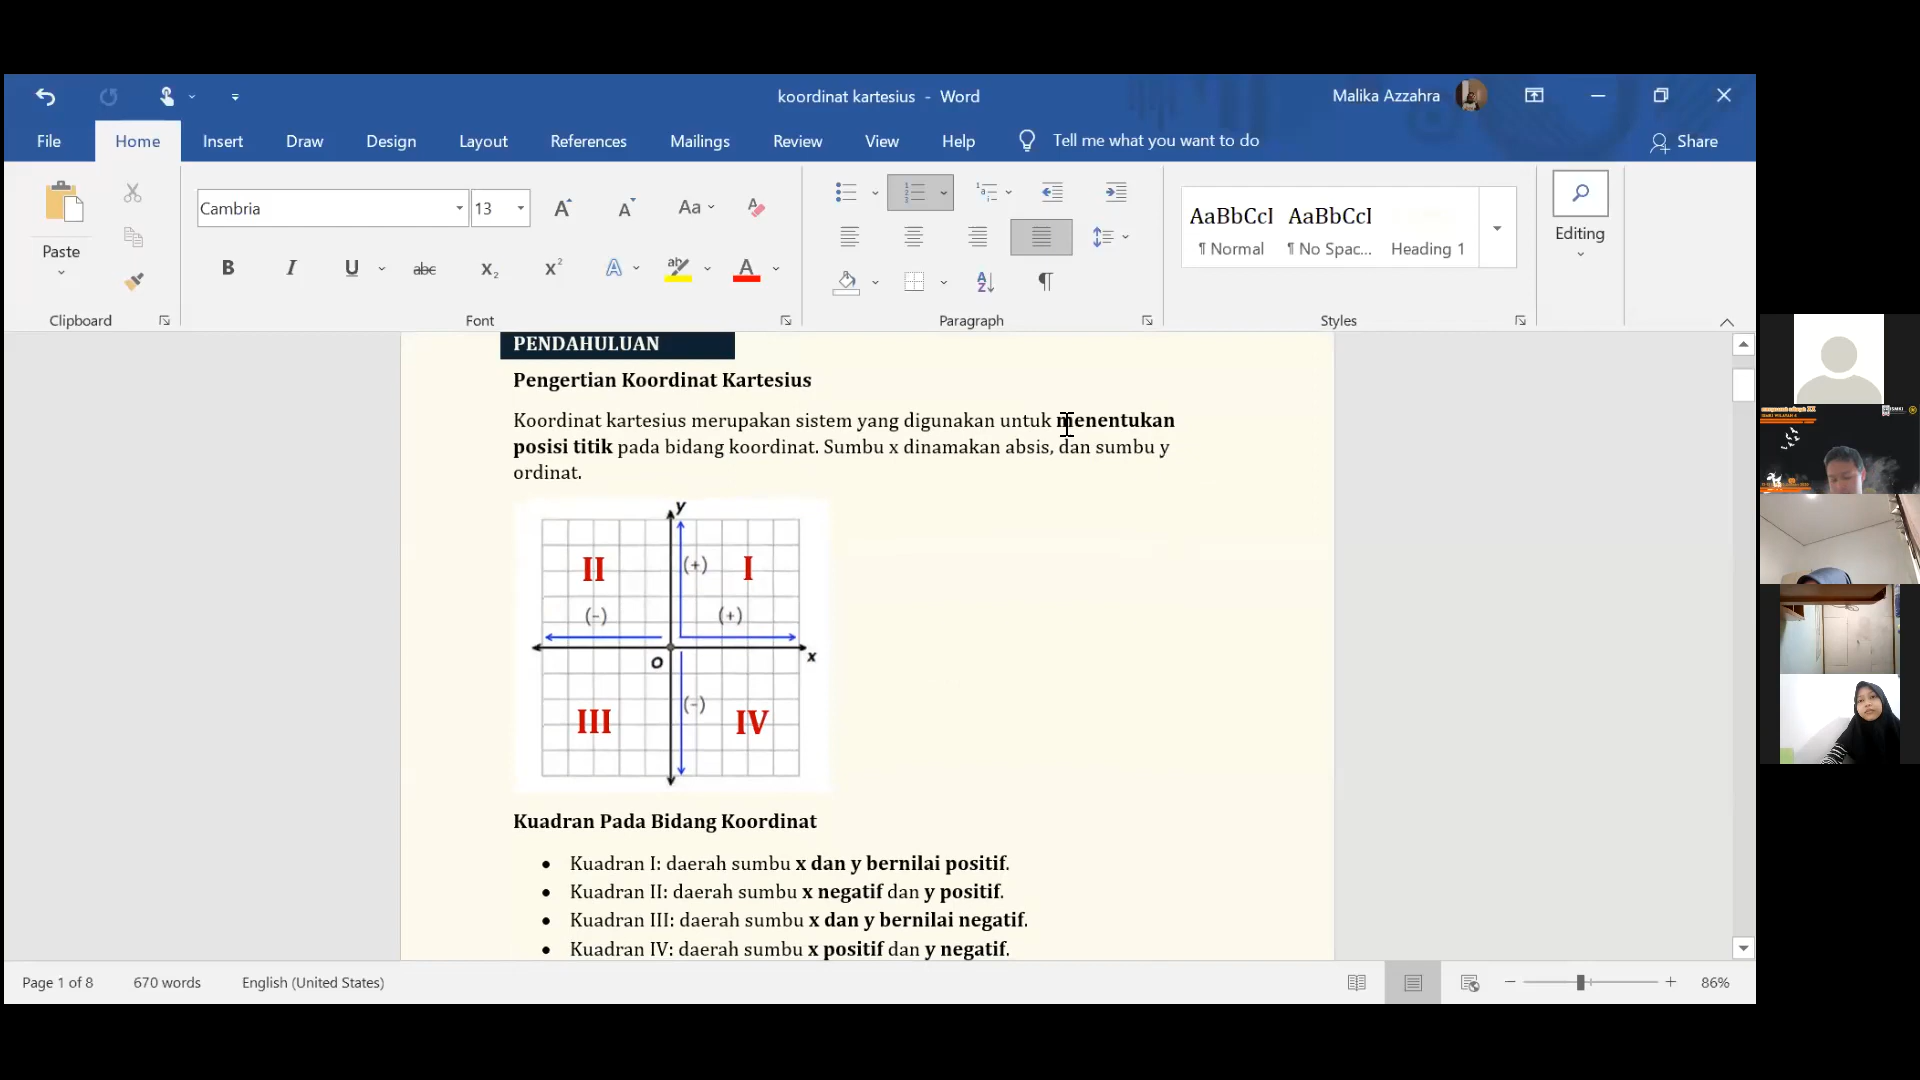 koordinat kartesius - Word
Malika Azzahra
File Home Insert Draw Design Layout References Mailings Review View Help Tell me what you want to do Share
Paste
Clipboard
Cambria 13
Aa
B I U abc X₂ X² A ab A
Font
Paragraph
AaBbCcI AaBbCcI
¶ Normal ¶ No Spac... Heading 1
Styles
Editing
PENDAHULUAN
Pengertian Koordinat Kartesius
Koordinat kartesius merupakan sistem yang digunakan untuk menentukan
posisi titik pada bidang koordinat. Sumbu x dinamakan absis, dan sumbu y
ordinat.
y
II (+) I
(-) (+)
O x
III (-) IV
Kuadran Pada Bidang Koordinat
• Kuadran I: daerah sumbu x dan y bernilai positif.
• Kuadran II: daerah sumbu x negatif dan y positif.
• Kuadran III: daerah sumbu x dan y bernilai negatif.
• Kuadran IV: daerah sumbu x positif dan y negatif.
Page 1 of 8 670 words English (United States) 86%